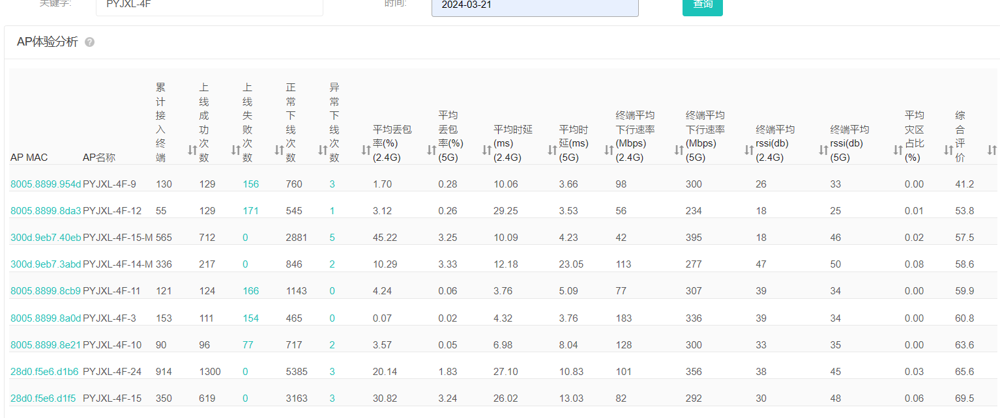 关键字: PYJXL-4F 时间: 2024-03-21 查询
AP体验分析 ?
AP MAC AP名称 累计接入终端 上线成功次数 上线失败次数 正常下线次数 异常下线次数 平均丢包率(%)(2.4G) 平均丢包率(%)(5G) 平均时延(ms)(2.4G) 平均时延(ms)(5G) 终端平均下行速率(Mbps)(2.4G) 终端平均下行速率(Mbps)(5G) 终端平均rssi(db)(2.4G) 终端平均rssi(db)(5G) 平均灾区占比(%) 综合评价
8005.8899.954d PYJXL-4F-9 130 129 156 760 3 1.70 0.28 10.06 3.66 98 300 26 33 0.00 41.2
8005.8899.8da3 PYJXL-4F-12 55 129 171 545 1 3.12 0.26 29.25 3.53 56 234 18 25 0.01 53.8
300d.9eb7.40eb PYJXL-4F-15-M 565 712 0 2881 5 45.22 3.25 10.09 4.23 42 395 18 46 0.02 57.5
300d.9eb7.3abd PYJXL-4F-14-M 336 217 0 846 2 10.29 3.33 12.18 23.05 113 277 47 50 0.08 58.6
8005.8899.8cb9 PYJXL-4F-11 121 124 166 1143 0 4.24 0.06 3.76 5.09 77 307 39 34 0.00 59.9
8005.8899.8a0d PYJXL-4F-3 153 111 154 465 0 0.07 0.02 4.32 3.76 183 336 39 34 0.00 60.8
8005.8899.8e21 PYJXL-4F-10 90 96 77 717 2 3.57 0.05 6.98 8.04 128 300 33 35 0.00 63.6
28d0.f5e6.d1b6 PYJXL-4F-24 914 1300 0 5385 3 20.14 1.83 27.10 10.83 101 356 38 45 0.03 65.6
28d0.f5e6.d1f5 PYJXL-4F-15 350 619 0 3163 3 30.82 3.24 26.02 13.03 82 292 30 48 0.06 69.5